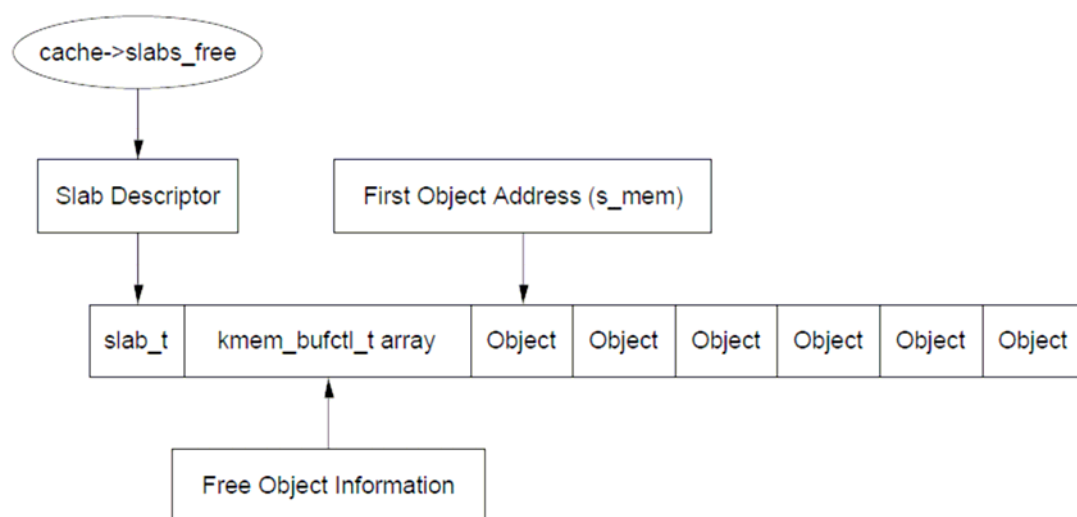 cache->slabs_free
Slab Descriptor
First Object Address (s_mem)
slab_t
kmem_bufctl_t array
Object
Object
Object
Object
Object
Object
Free Object Information